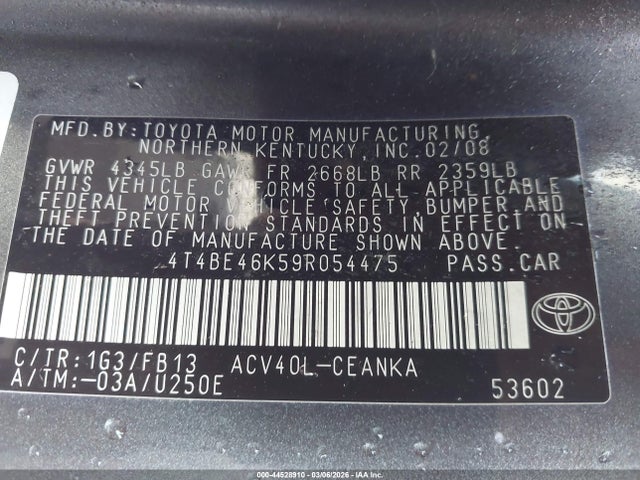 MFD.BY:TOYOTA MOTOR MANUFACTURING,
NORTHERN KENTUCKY,INC.02/08
GVWR 4345LB GAWR FR 2668LB RR 2359LB
THIS VEHICLE CONFORMS TO ALL APPLICABLE
FEDERAL MOTOR VEHICLE SAFETY,BUMPER,AND
THEFT PREVENTION STANDARDS IN EFFECT ON
THE DATE OF MANUFACTURE SHOWN ABOVE.
4T4BE46K59R054475 PASS.CAR
C/TR:1G3/FB13 ACV40L-CEANKA
A/TM:-03A/U250E
53602
TOYOTA
000-44528910 - 03/06/2026 - IAA Inc.